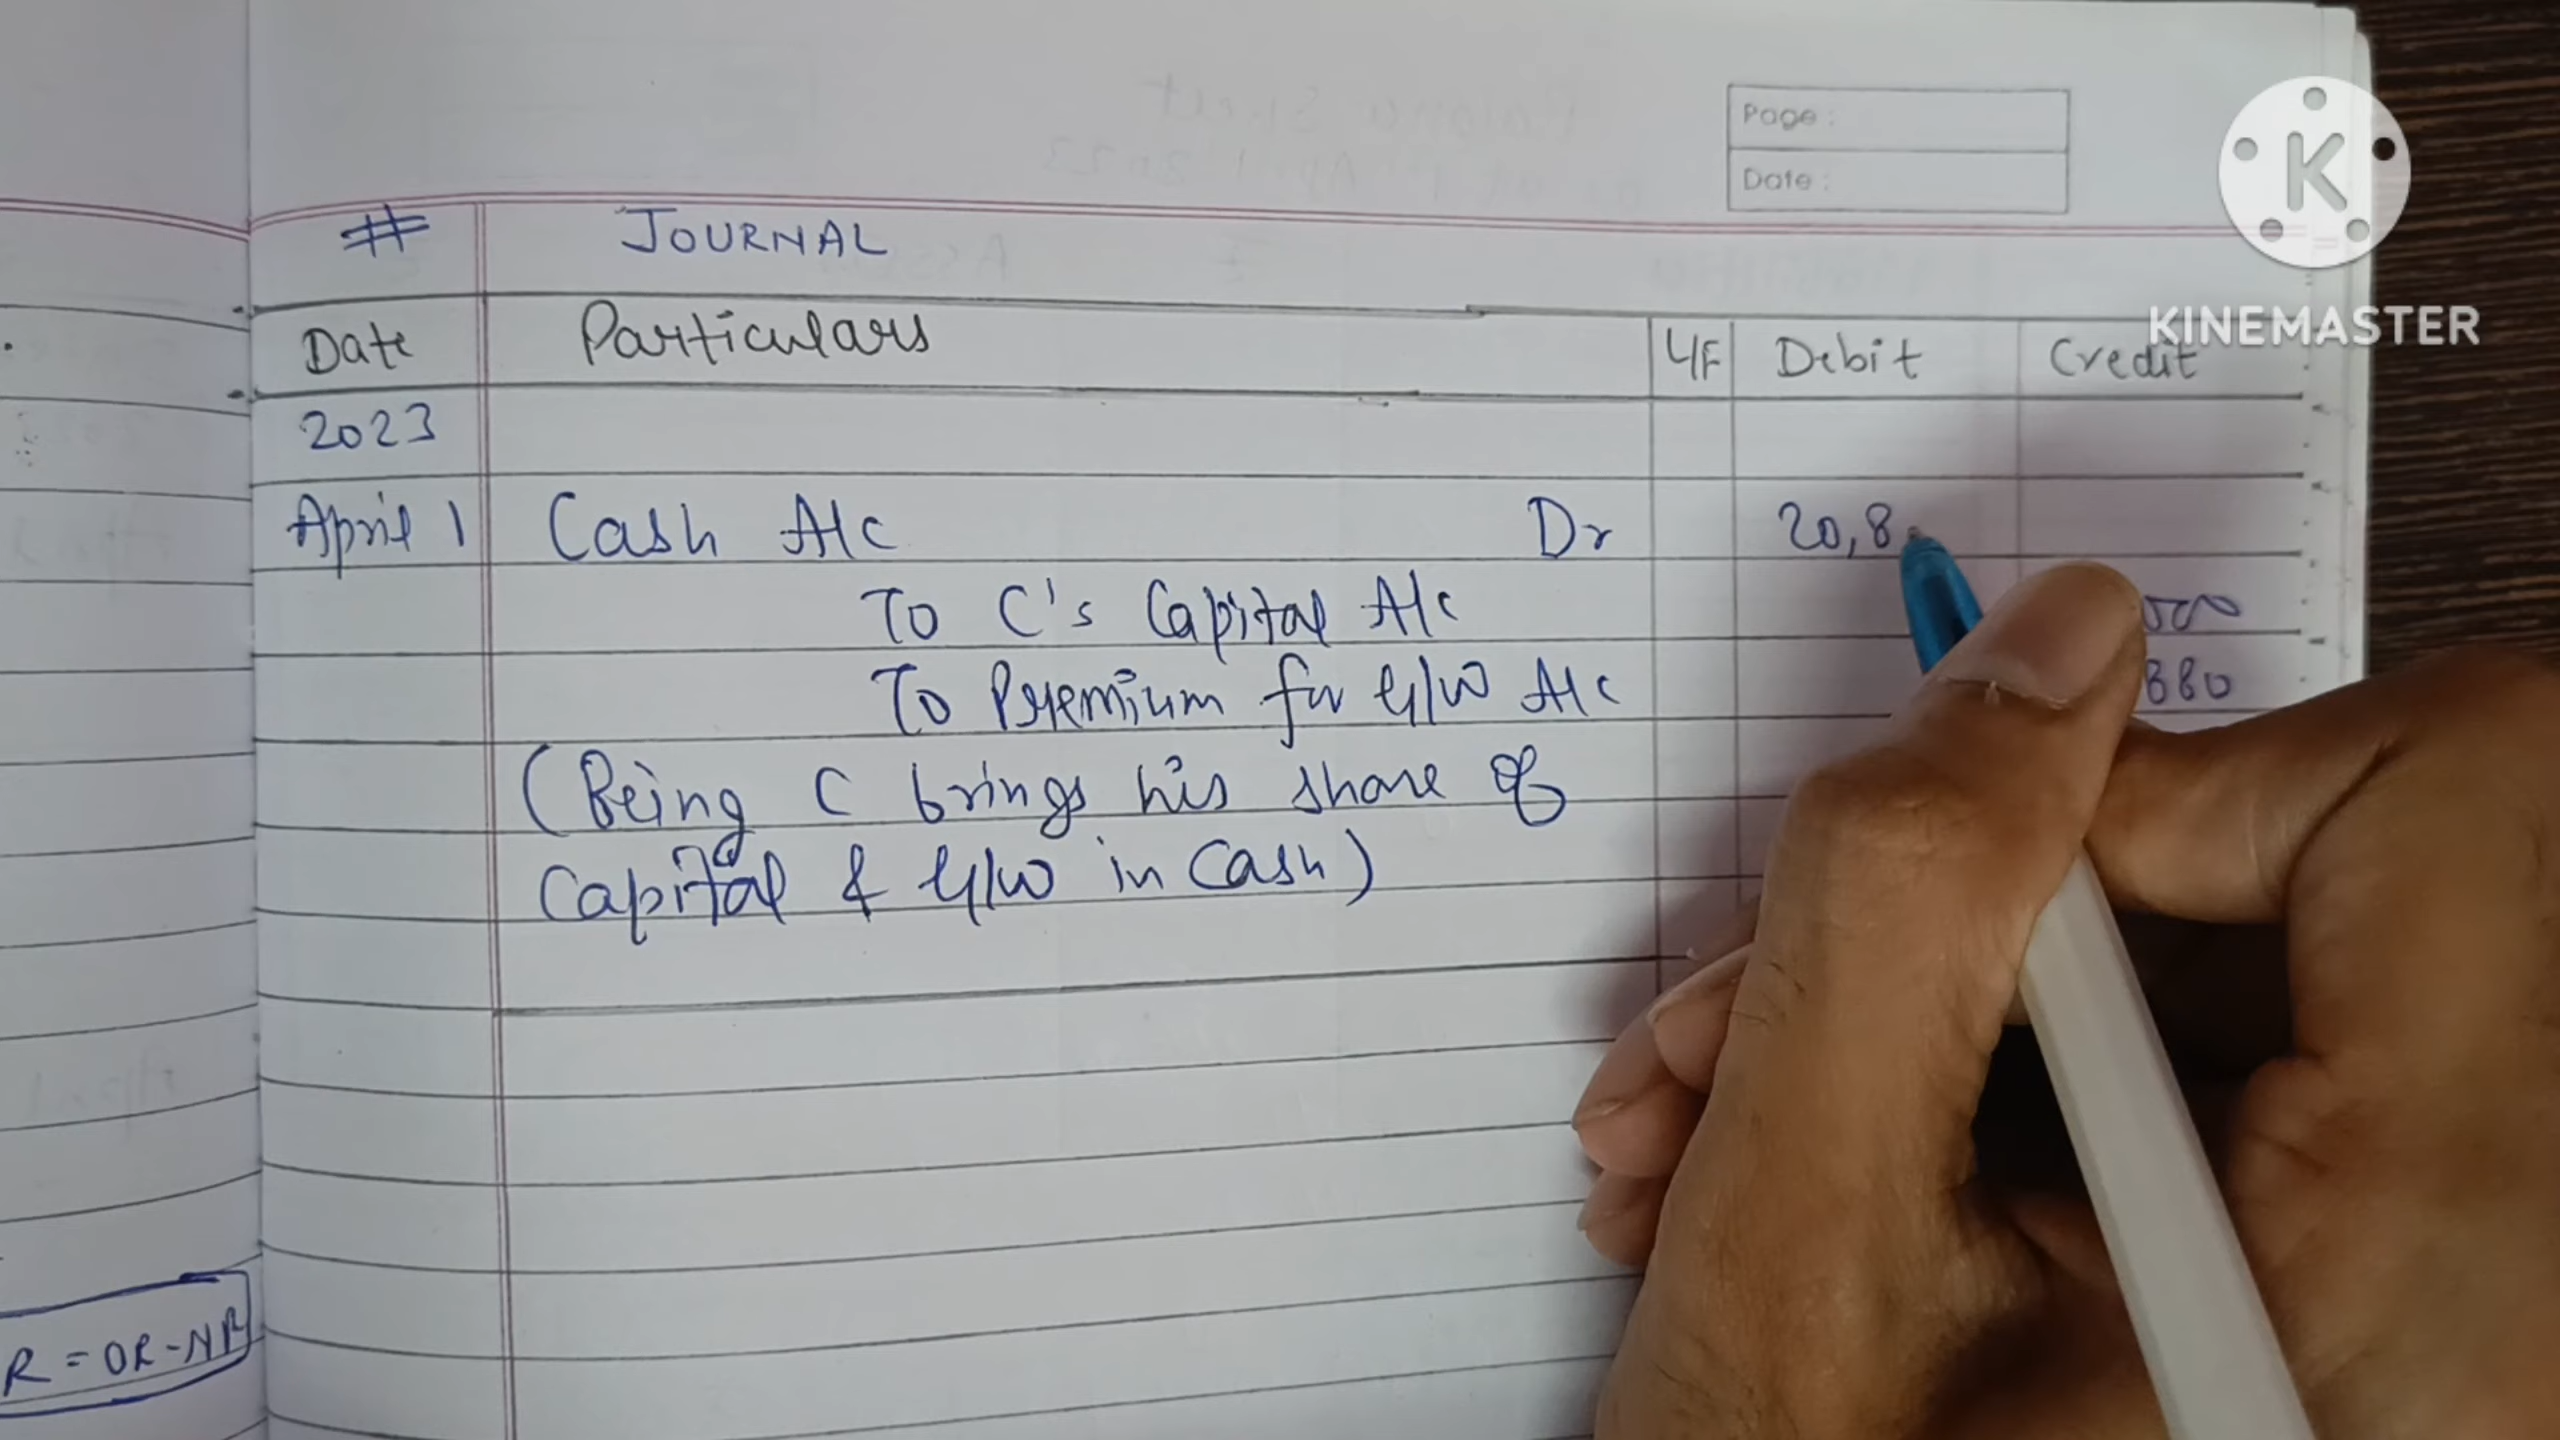 Page :
Date :
KINEMASTER
# JOURNAL
Date Particulars L/F Debit Credit
2023
April 1 Cash A/c Dr 20,8
To C's Capital A/c 000
To Premium for G/W A/c 880
(Being C brings his share of
Capital & G/W in Cash)
R = OR - NR